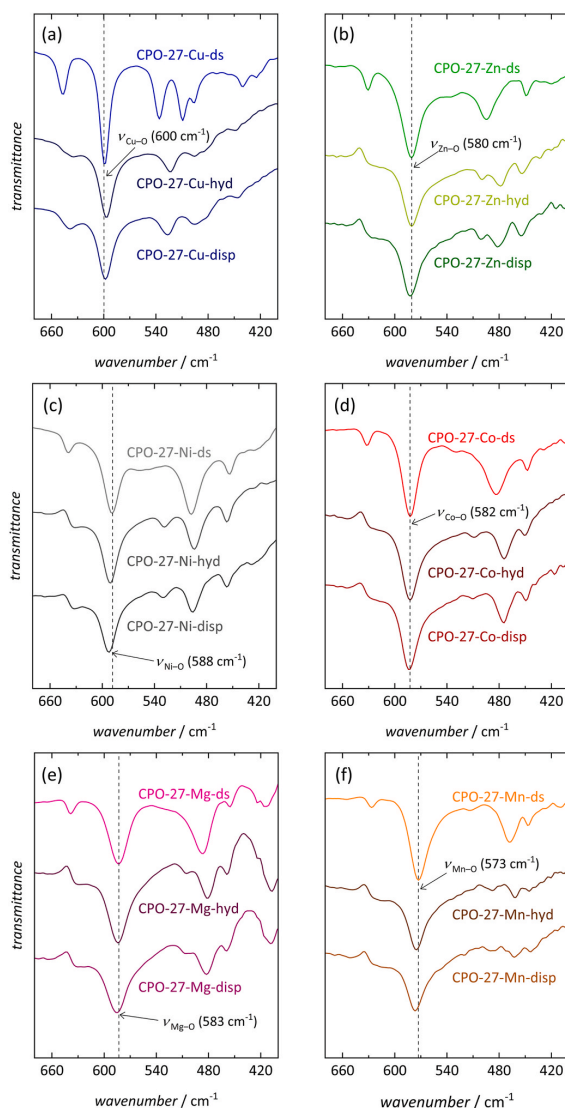 (a)
CPO-27-Cu-ds
νCu–O (600 cm⁻¹)
CPO-27-Cu-hyd
CPO-27-Cu-disp
transmittance
660 600 540 480 420
wavenumber / cm⁻¹
(b)
CPO-27-Zn-ds
νZn–O (580 cm⁻¹)
CPO-27-Zn-hyd
CPO-27-Zn-disp
660 600 540 480 420
wavenumber / cm⁻¹
(c)
CPO-27-Ni-ds
CPO-27-Ni-hyd
CPO-27-Ni-disp
νNi–O (588 cm⁻¹)
transmittance
660 600 540 480 420
wavenumber / cm⁻¹
(d)
CPO-27-Co-ds
νCo–O (582 cm⁻¹)
CPO-27-Co-hyd
CPO-27-Co-disp
660 600 540 480 420
wavenumber / cm⁻¹
(e)
CPO-27-Mg-ds
CPO-27-Mg-hyd
CPO-27-Mg-disp
νMg–O (583 cm⁻¹)
transmittance
660 600 540 480 420
wavenumber / cm⁻¹
(f)
CPO-27-Mn-ds
νMn–O (573 cm⁻¹)
CPO-27-Mn-hyd
CPO-27-Mn-disp
660 600 540 480 420
wavenumber / cm⁻¹